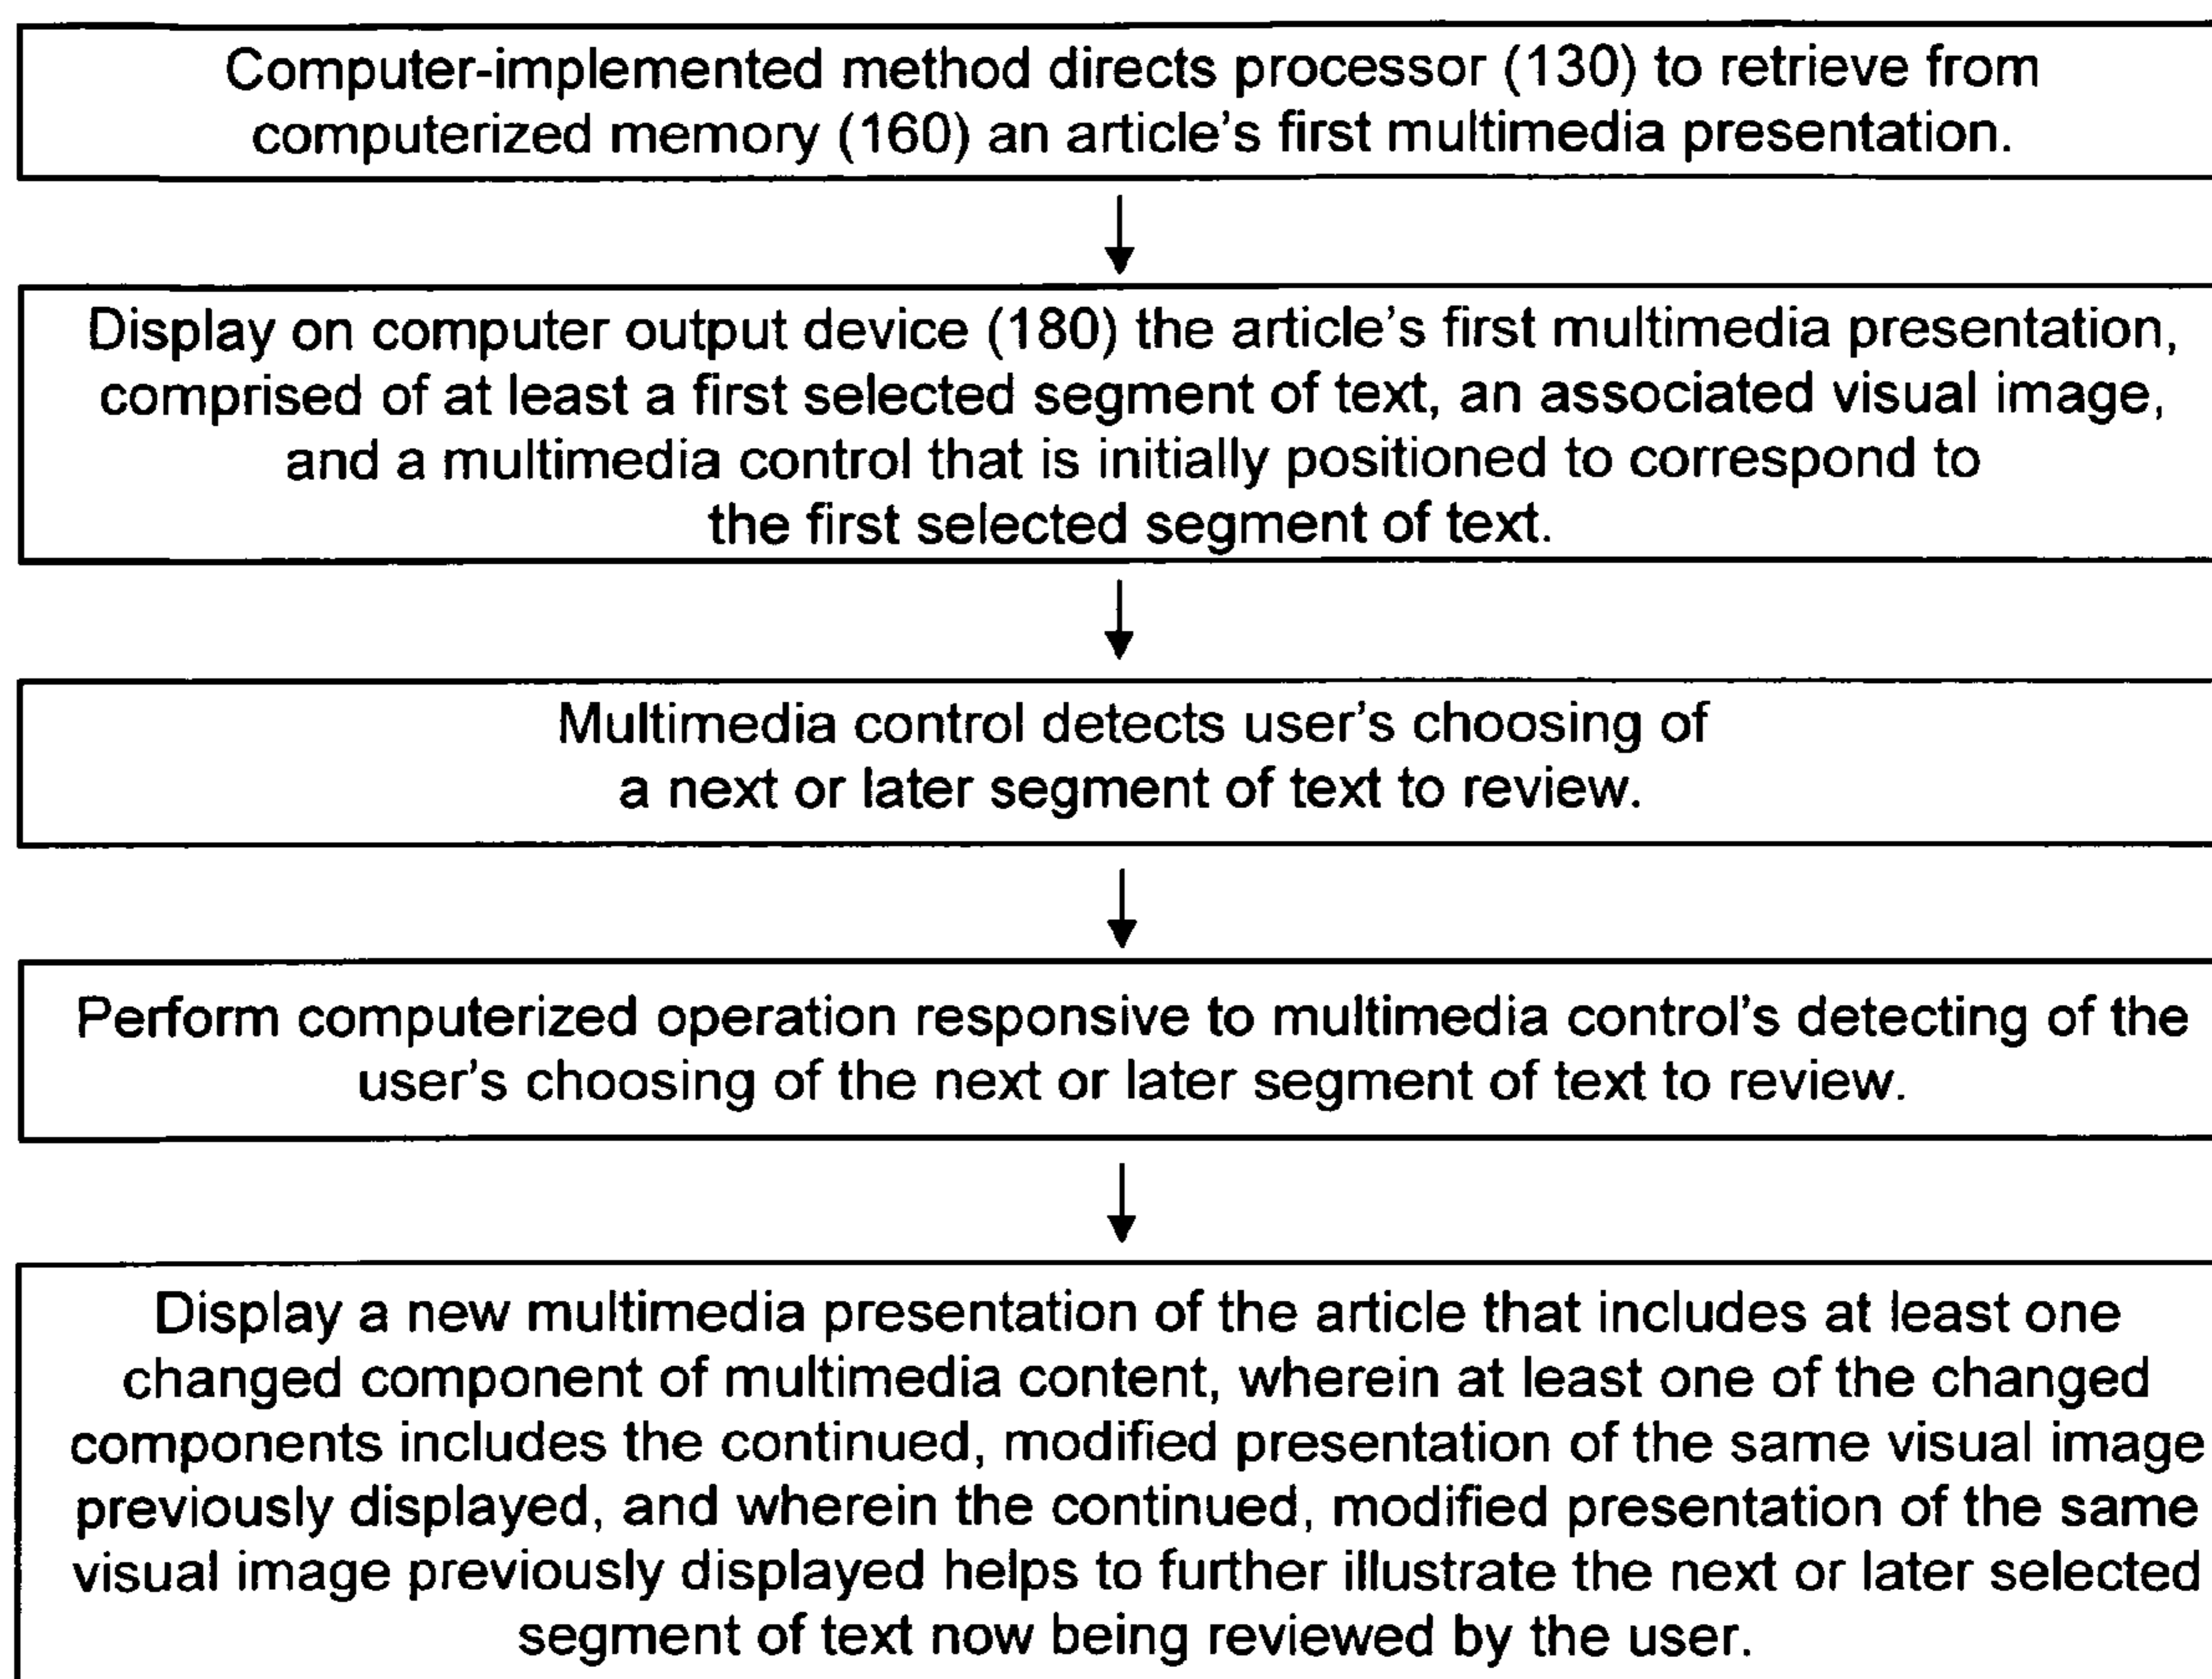 Computer-implemented method directs processor (130) to retrieve from
computerized memory (160) an article's first multimedia presentation.
Display on computer output device (180) the article's first multimedia presentation,
comprised of at least a first selected segment of text, an associated visual image,
and a multimedia control that is initially positioned to correspond to
the first selected segment of text.
Multimedia control detects user's choosing of
a next or later segment of text to review.
Perform computerized operation responsive to multimedia control's detecting of the
user's choosing of the next or later segment of text to review.
Display a new multimedia presentation of the article that includes at least one
changed component of multimedia content, wherein at least one of the changed
components includes the continued, modified presentation of the same visual image
previously displayed, and wherein the continued, modified presentation of the same
visual image previously displayed helps to further illustrate the next or later selected
segment of text now being reviewed by the user.